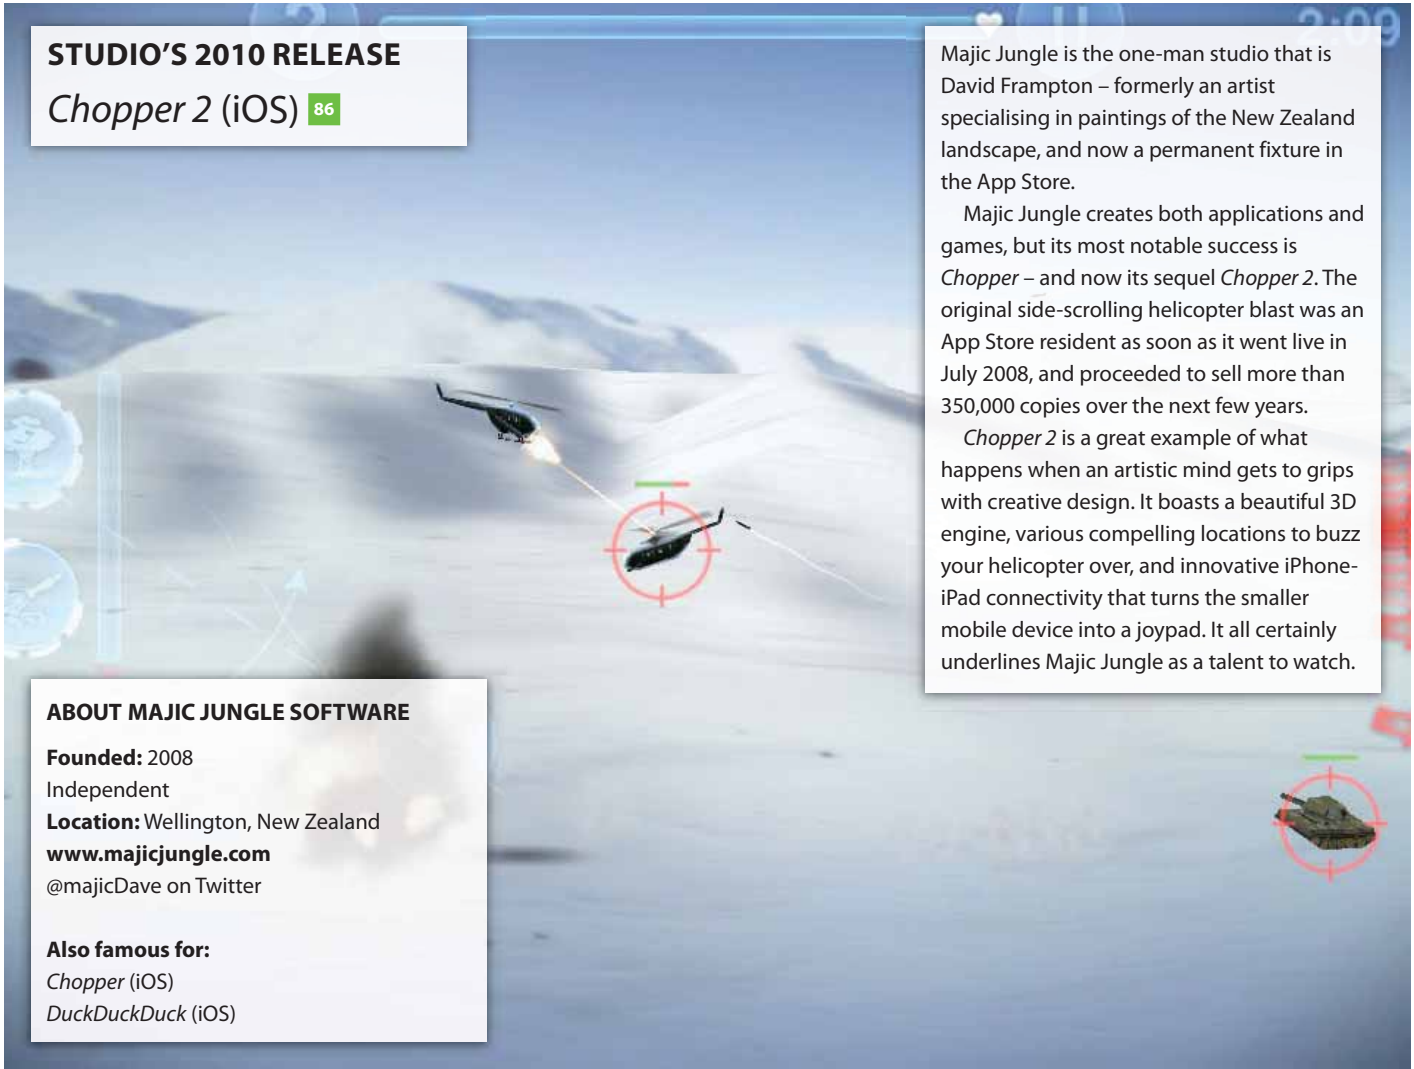 2:09
STUDIO’S 2010 RELEASE
Chopper 2 (iOS) 86
Majic Jungle is the one-man studio that is
David Frampton – formerly an artist
specialising in paintings of the New Zealand
landscape, and now a permanent fixture in
the App Store.
Majic Jungle creates both applications and
games, but its most notable success is
Chopper – and now its sequel Chopper 2. The
original side-scrolling helicopter blast was an
App Store resident as soon as it went live in
July 2008, and proceeded to sell more than
350,000 copies over the next few years.
Chopper 2 is a great example of what
happens when an artistic mind gets to grips
with creative design. It boasts a beautiful 3D
engine, various compelling locations to buzz
your helicopter over, and innovative iPhone-
iPad connectivity that turns the smaller
mobile device into a joypad. It all certainly
underlines Majic Jungle as a talent to watch.
ABOUT MAJIC JUNGLE SOFTWARE
Founded: 2008
Independent
Location: Wellington, New Zealand
www.majicjungle.com
@majicDave on Twitter
Also famous for:
Chopper (iOS)
DuckDuckDuck (iOS)